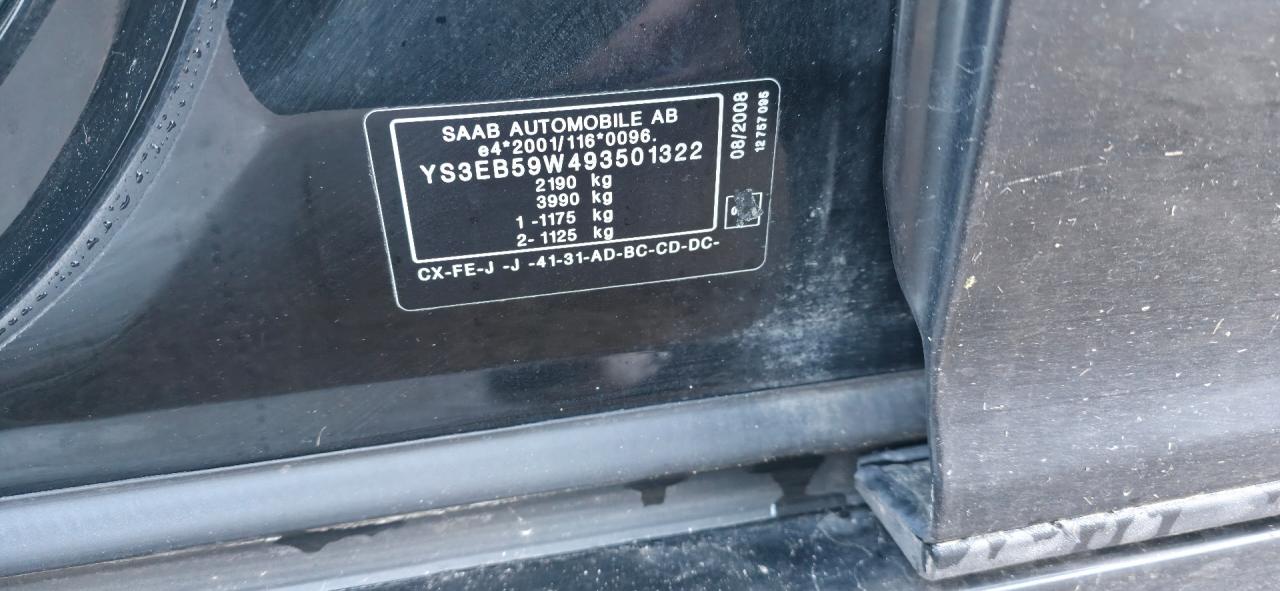 SAAB AUTOMOBILE AB
e4*2001/116*0096.
YS3EB59W493501322
2190 kg
3990 kg
1 -1175 kg
2- 1125 kg
CX-FE-J -J -41-31-AD-BC-CD-DC-
08/2008
12 757 095